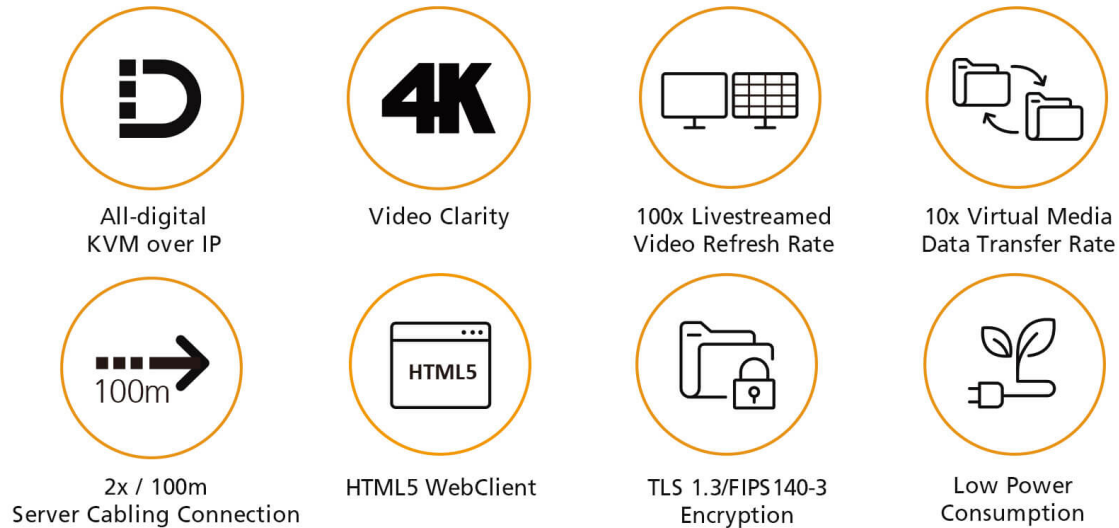 4K
All-digital
KVM over IP
Video Clarity
100x Livestreamed
Video Refresh Rate
10x Virtual Media
Data Transfer Rate
100m
HTML5
2x / 100m
Server Cabling Connection
HTML5 WebClient
TLS 1.3/FIPS140-3
Encryption
Low Power
Consumption